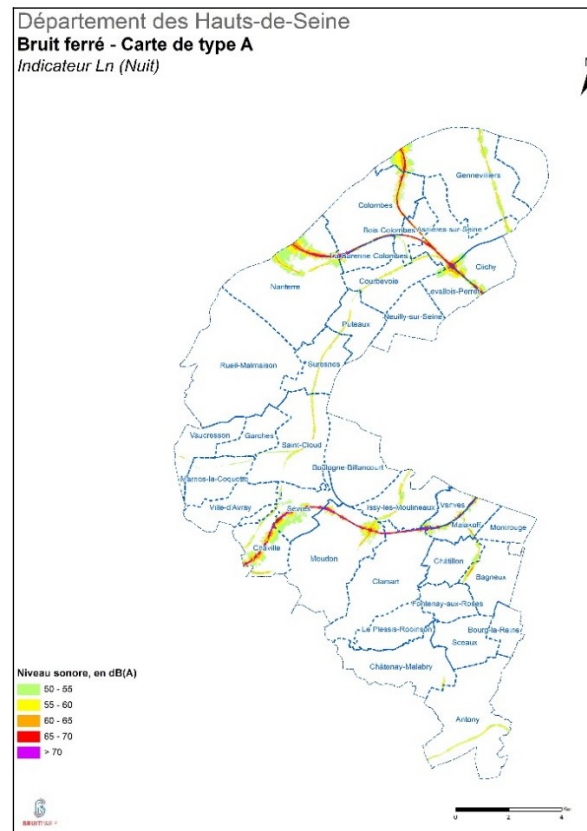 Département des Hauts-de-Seine
Bruit ferré - Carte de type A
Indicateur Ln (Nuit)
Gennevilliers
Colombes
Bois Colombes
Asnières sur-Seine
Clichy
Nanterre
Courbevoie
Levallois-Perret
Neuilly-sur-Seine
Puteaux
Rueil-Malmaison
Suresnes
Vaucresson
Garches
Saint-Cloud
Boulogne-Billancourt
Marnes-la-Coquette
Ville-d'Avray
Sèvres
Issy-les-Moulineaux
Vanves
Malakoff
Montrouge
Chaville
Meudon
Châtillon
Bagneux
Clamart
Fontenay-aux-Roses
Le Plessis-Robinson
Bourg-la-Reine
Sceaux
Châtenay-Malabry
Antony
Niveau sonore, en dB(A)
50 - 55
55 - 60
60 - 65
65 - 70
> 70
0 2 4